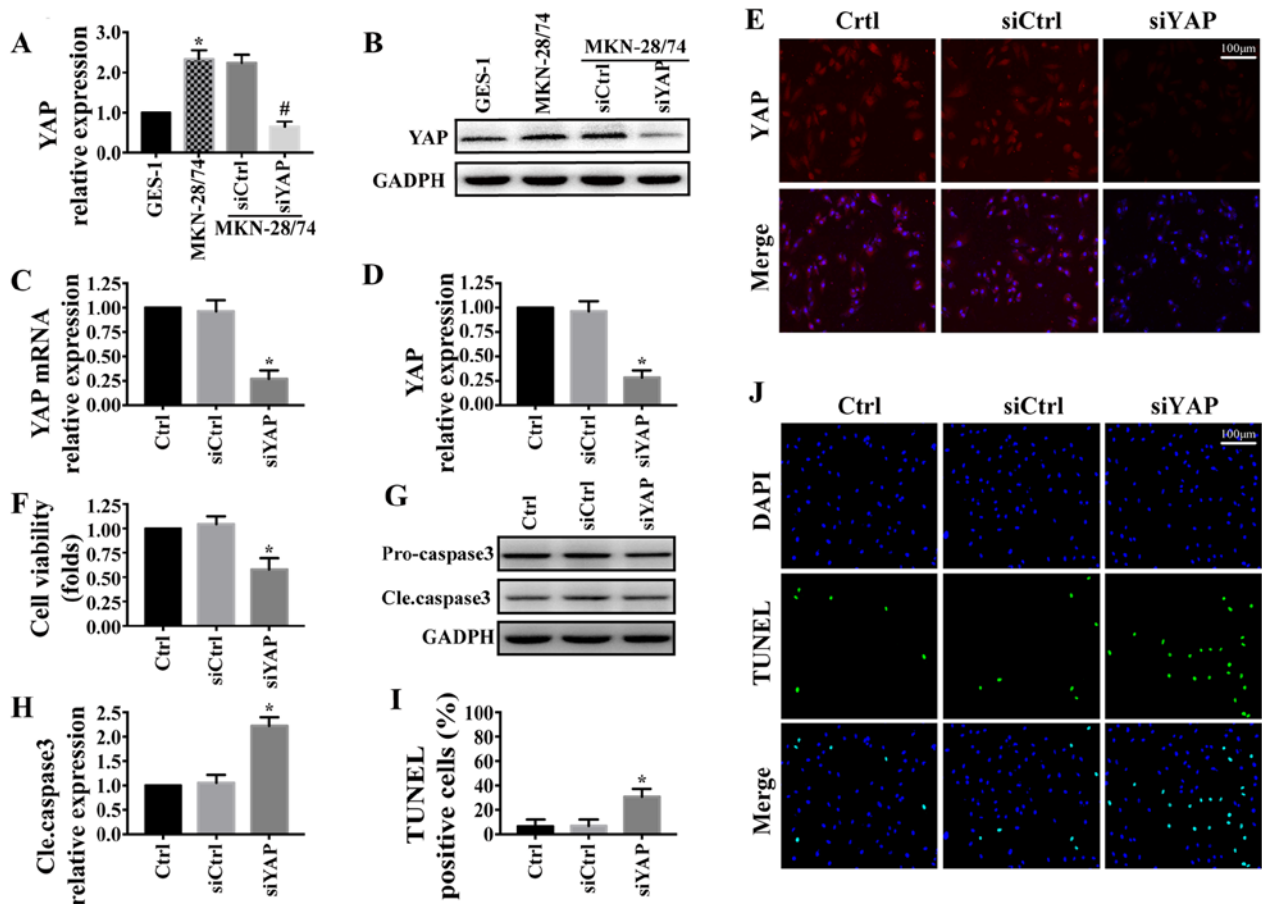 A
YAP
relative expression
3.0
2.0
1.0
0.0
*
#
GES-1
MKN-28/74
siCtrl
siYAP
MKN-28/74
B
GES-1
MKN-28/74
MKN-28/74
siCtrl
siYAP
YAP
GADPH
C
YAP mRNA
relative expression
1.25
1.00
0.75
0.50
0.25
0.00
*
Ctrl
siCtrl
siYAP
D
YAP
relative expression
1.25
1.00
0.75
0.50
0.25
0.00
*
Ctrl
siCtrl
siYAP
E
Crtl
siCtrl
siYAP
100μm
YAP
Merge
F
Cell viability
(folds)
1.25
1.00
0.75
0.50
0.25
0.00
*
Ctrl
siCtrl
siYAP
G
Ctrl
siCtrl
siYAP
Pro-caspase3
Cle.caspase3
GADPH
H
Cle.caspase3
relative expression
2.5
2.0
1.5
1.0
0.5
0.0
*
Ctrl
siCtrl
siYAP
I
TUNEL
positive cells (%)
100
80
60
40
20
0
*
Ctrl
siCtrl
siYAP
J
Ctrl
siCtrl
siYAP
100μm
DAPI
TUNEL
Merge